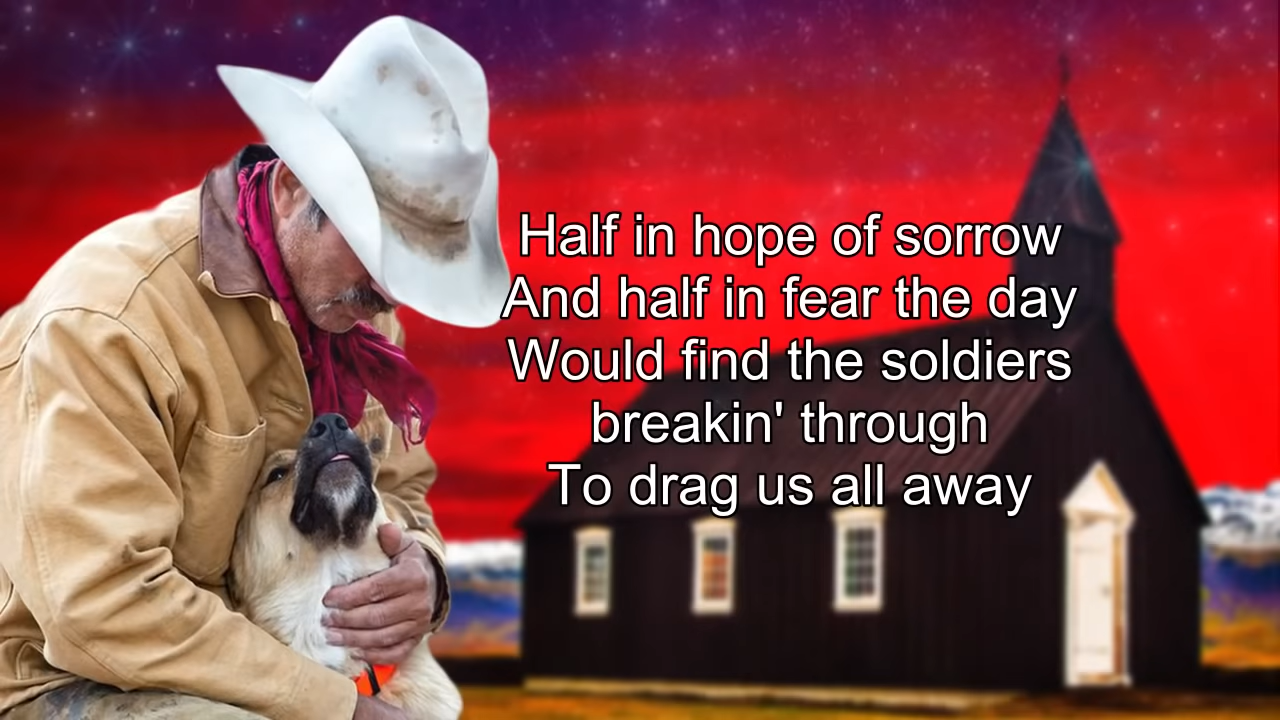 Half in hope of sorrow
And half in fear the day
Would find the soldiers
breakin' through
To drag us all away